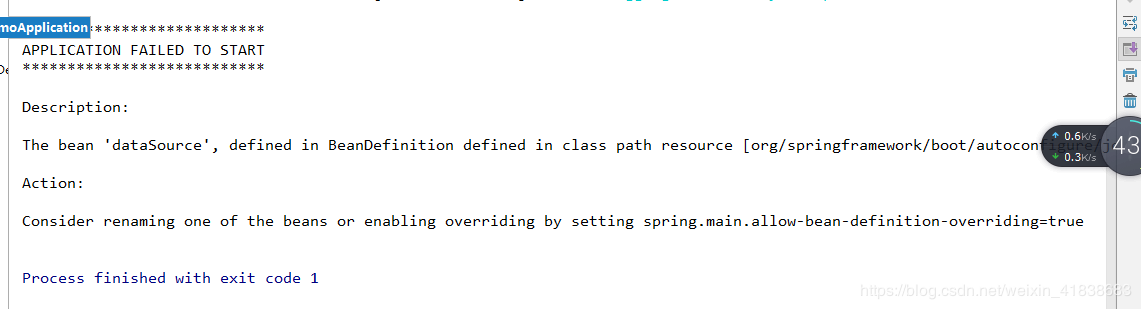 moApplication
***************************
APPLICATION FAILED TO START
***************************
Description:
The bean 'dataSource', defined in BeanDefinition defined in class path resource [org/springframework/boot/autoconfigure/j
0.6K/s
0.3K/s
43
Action:
Consider renaming one of the beans or enabling overriding by setting spring.main.allow-bean-definition-overriding=true
Process finished with exit code 1
https://blog.csdn.net/weixin_41838683